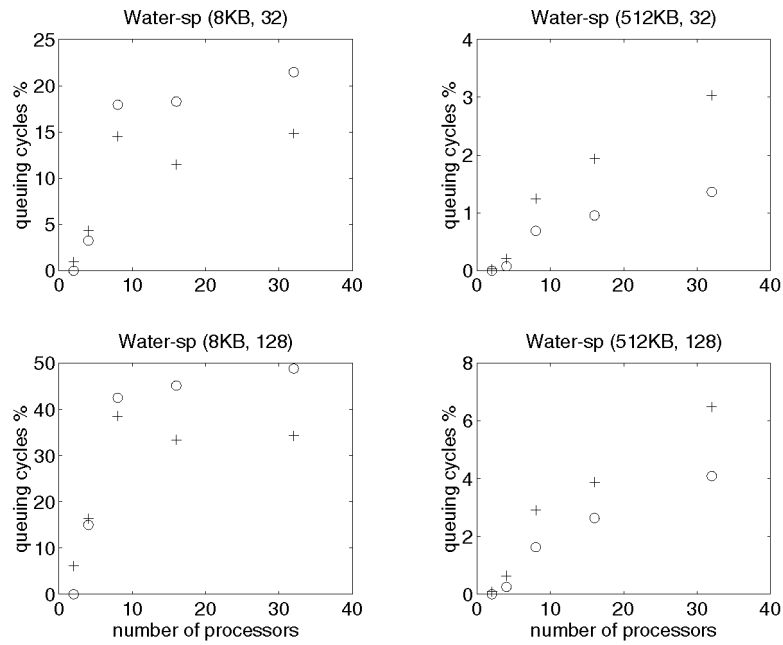 Water-sp (8KB, 32)
25
20
15
10
5
0
queuing cycles %
0 10 20 30 40
Water-sp (512KB, 32)
4
3
2
1
0
queuing cycles %
0 10 20 30 40
Water-sp (8KB, 128)
50
40
30
20
10
0
queuing cycles %
0 10 20 30 40
number of processors
Water-sp (512KB, 128)
8
6
4
2
0
queuing cycles %
0 10 20 30 40
number of processors